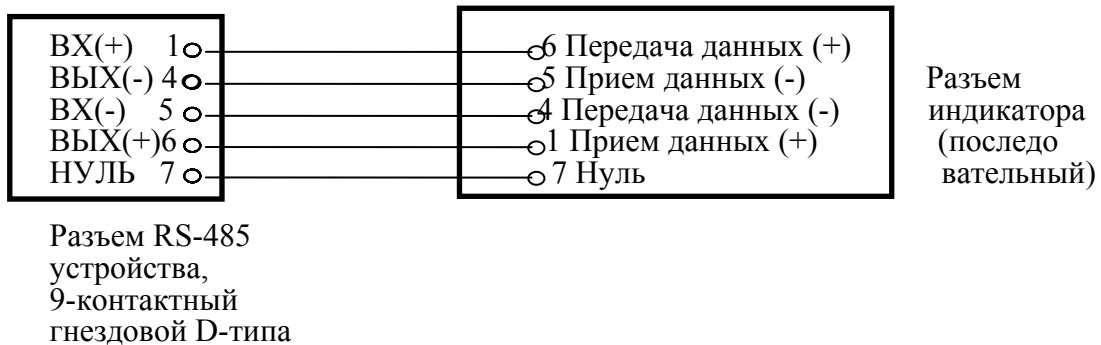 ВХ(+) 1 6 Передача данных (+)
ВЫХ(-) 4 5 Прием данных (-)
ВХ(-) 5 4 Передача данных (-)
ВЫХ(+)6 1 Прием данных (+)
НУЛЬ 7 7 Нуль
Разъем
индикатора
(последо
вательный)
Разъем RS-485
устройства,
9-контактный
гнездовой D-типа